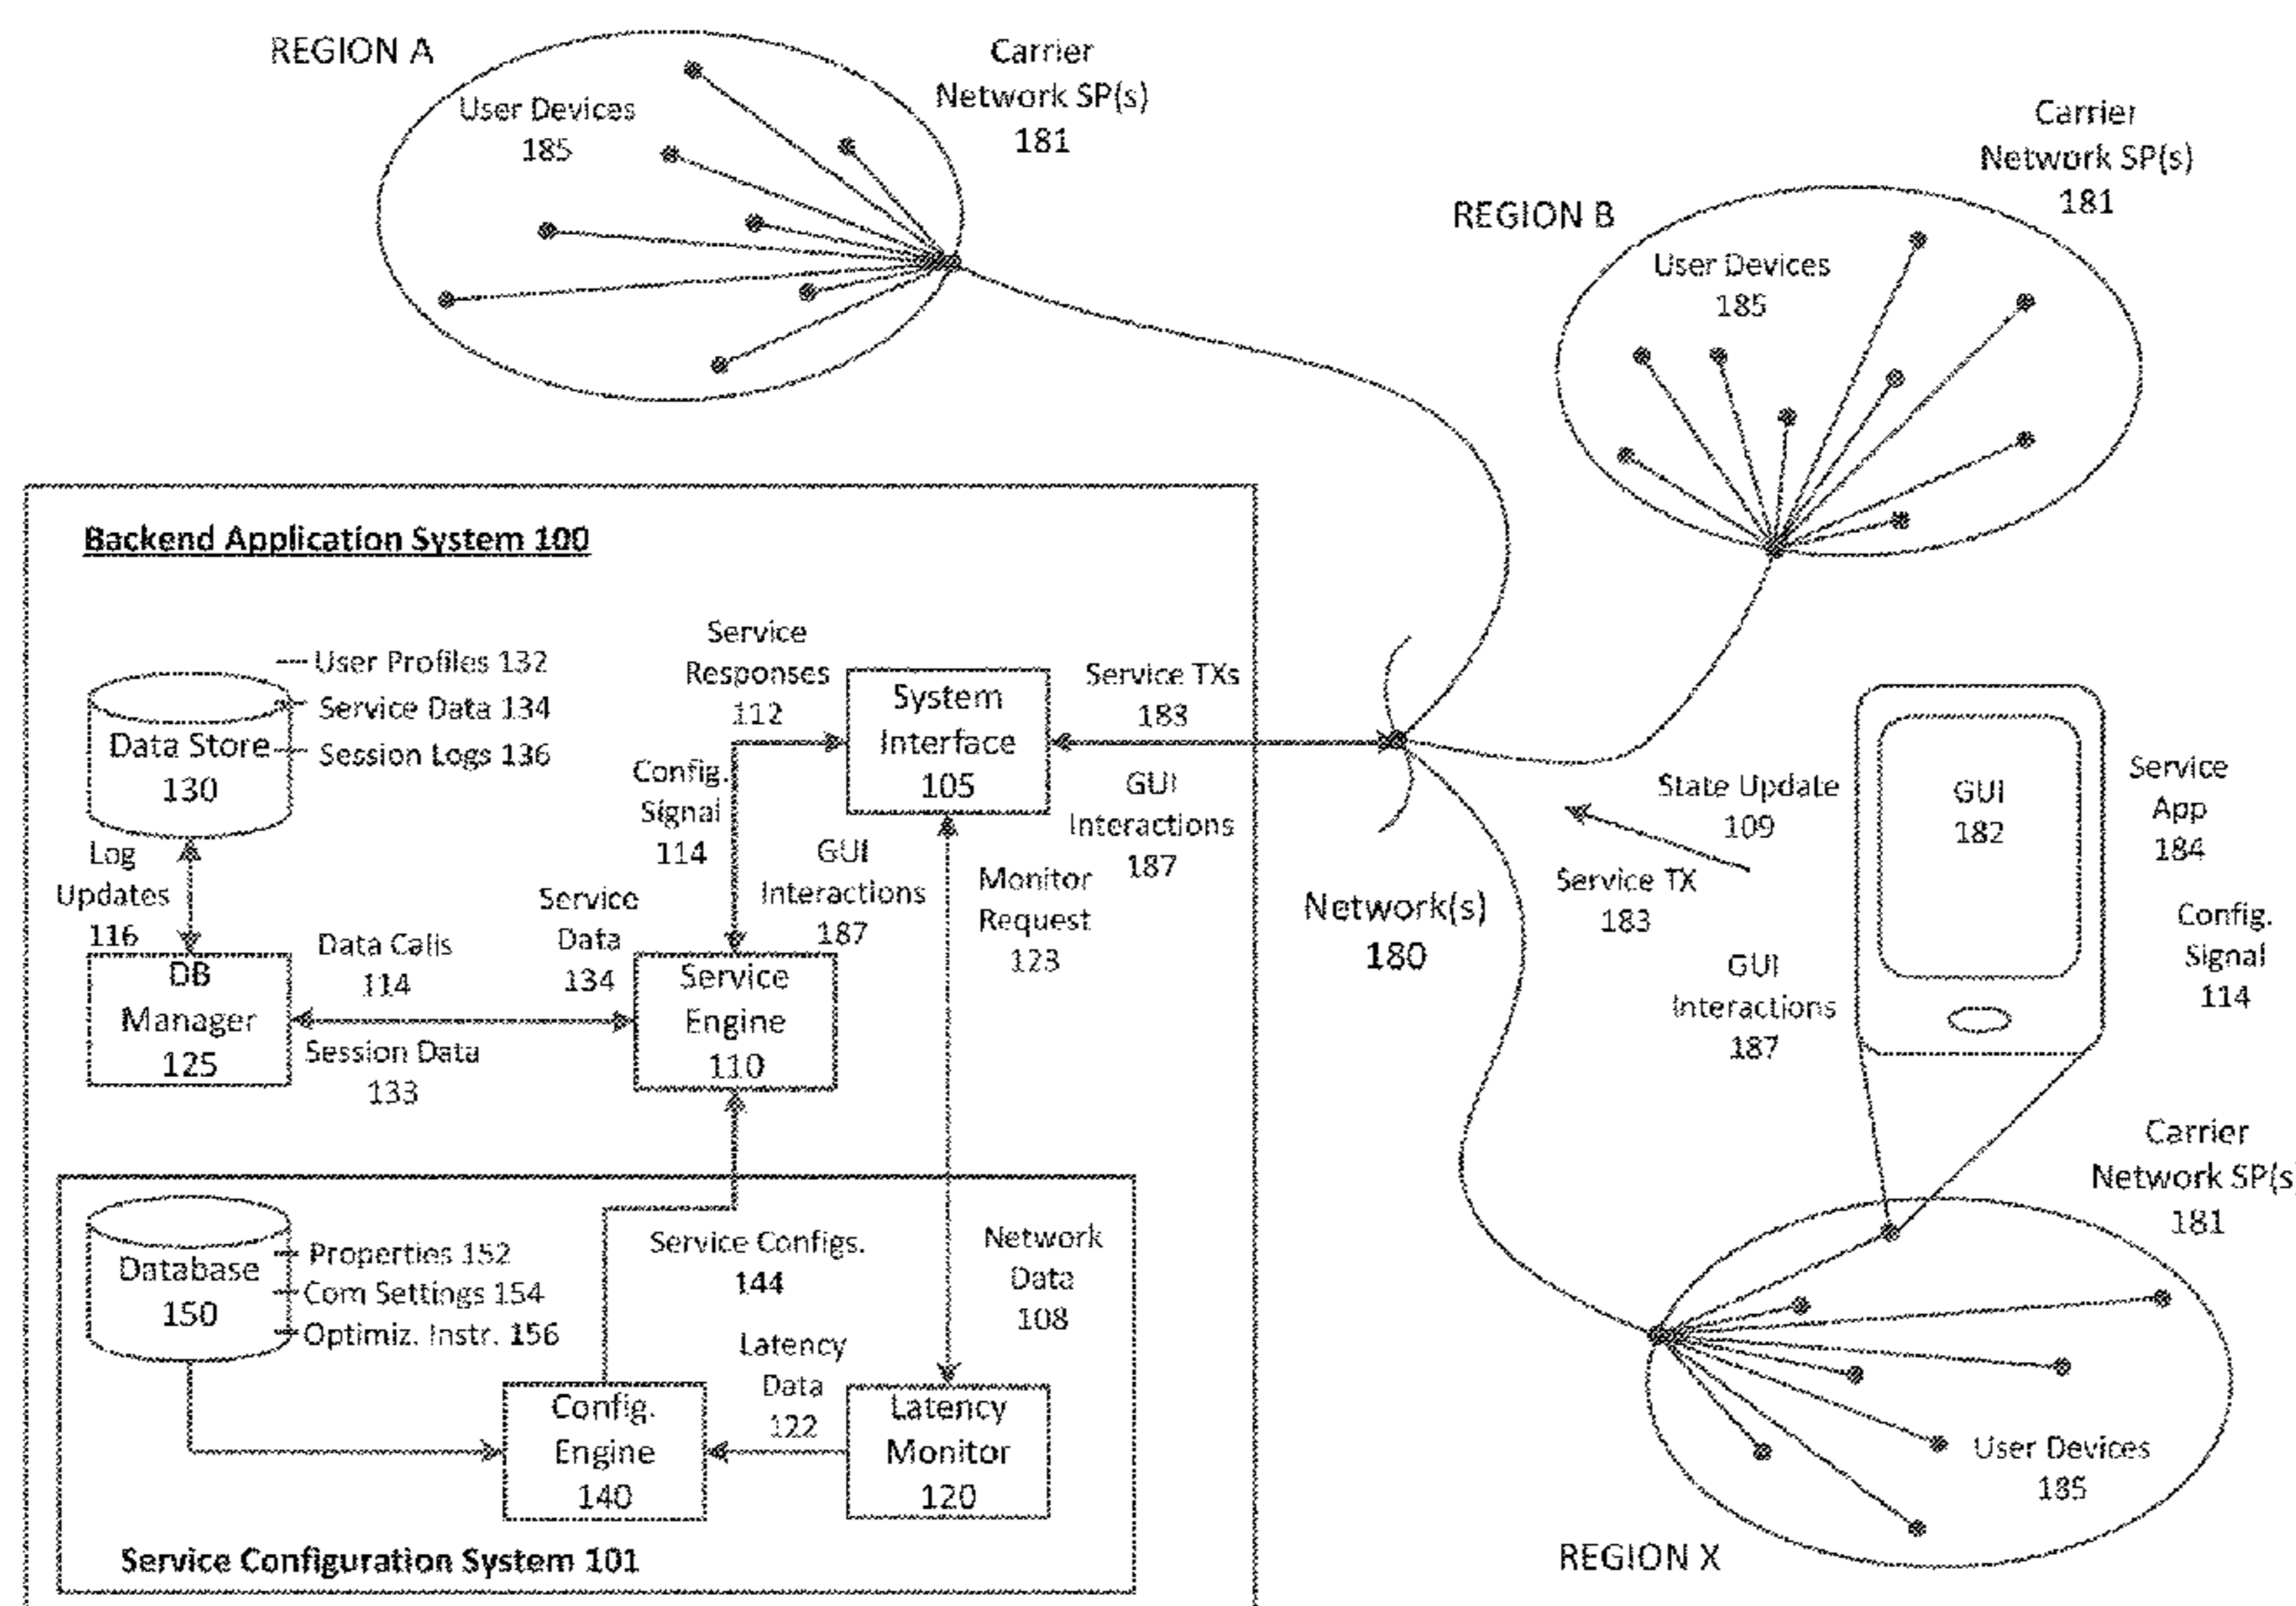 REGION A
Carrier
Network SP(s)
181
User Devices
185
Carrier
Network SP(s)
181
REGION B
User Devices
185
Backend Application System 100
User Profiles 132
Service Data 134
Session Logs 136
Data Store
130
Service
Responses
112
System
Interface
105
Service TXs
183
GUI
Interactions
187
Config.
Signal
114
GUI
Interactions
187
Monitor
Request
123
Log
Updates
116
DB
Manager
125
Data Calls
114
Session Data
133
Service
Data
134
Service
Engine
110
Network(s)
180
State Update
109
Service TX
183
GUI
Interactions
187
GUI
182
Service
App
184
Config.
Signal
114
Database
150
Properties 152
Com Settings 154
Optimiz. Instr. 156
Service Configs.
144
Network
Data
108
Latency
Data
122
Config.
Engine
140
Latency
Monitor
120
Service Configuration System 101
Carrier
Network SP(s
181
User Devices
185
REGION X